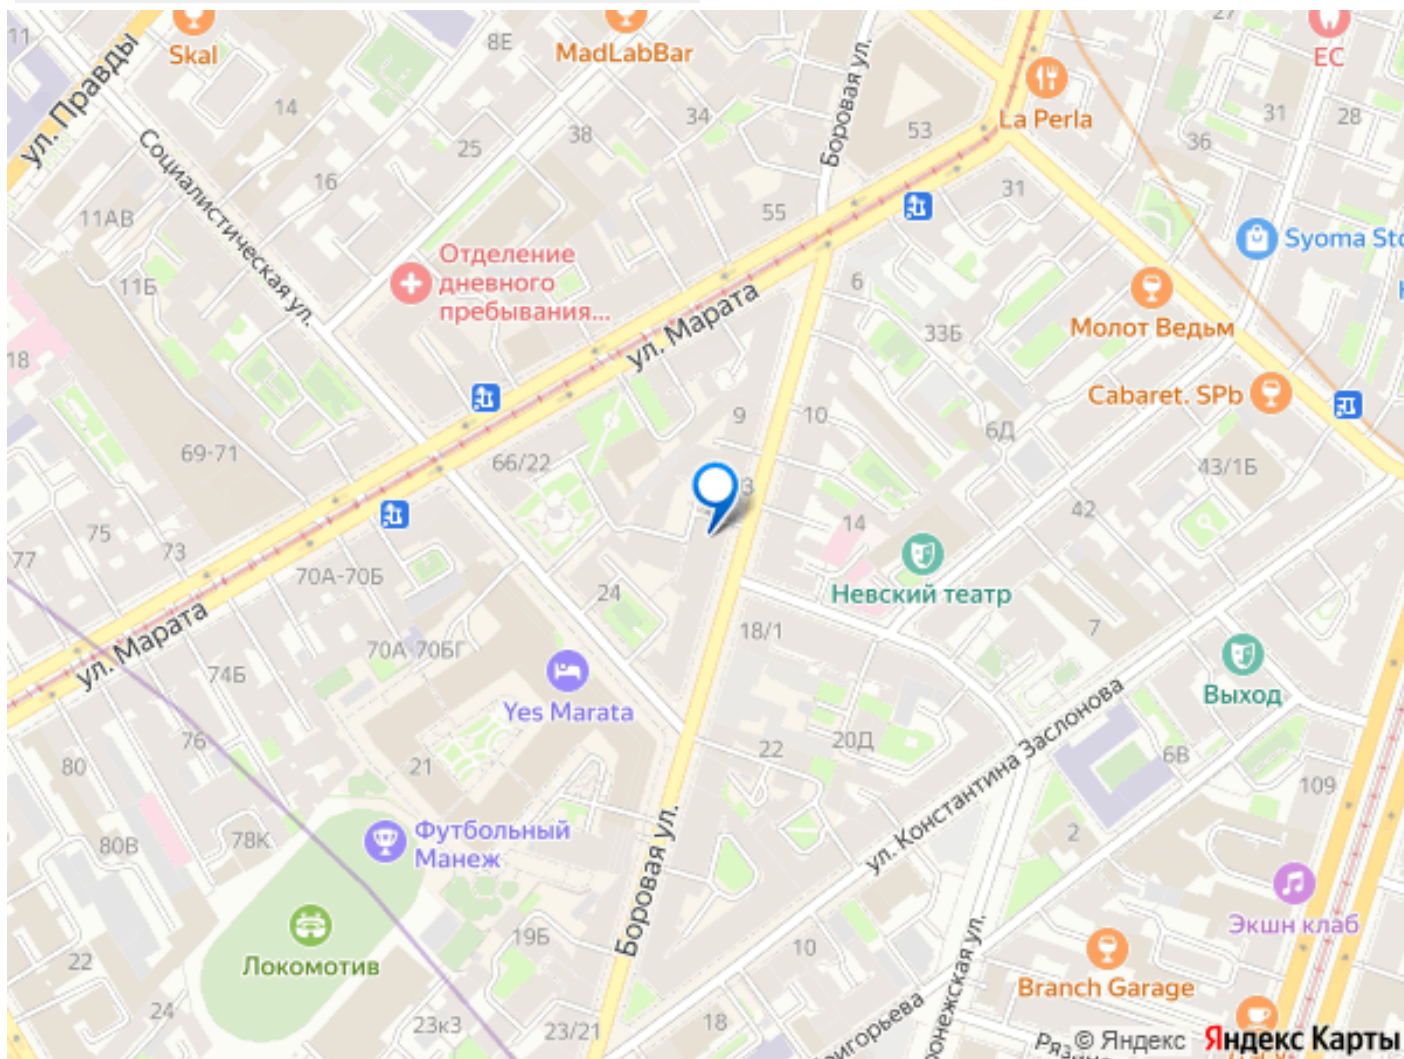 11
Skal
8Е
MadLabBar
Боровая ул.
27
ЕС
ул. Правды
La Perla
14
34
53
31
28
Социалистическая ул.
25
38
36
16
31
11АВ
55
Отделение
дневного
пребывания...
Syoma Sto
11Б
6
Молот Ведьм
ул. Марата
33Б
18
Cabaret. SPb
9
10
6Д
69-71
66/22
43/1Б
75
73
77
14
42
70А-70Б
Невский театр
24
18/1
7
ул. Марата
70А-70БГ
74Б
Yes Marata
Выход
ул. Константина Заслонова
76
22
20Д
6В
80
21
109
Футбольный
Манеж
78К
80В
2
Боровая ул.
Экшн клаб
19Б
10
22
Локомотив
Branch Garage
24
23к3
23/21
18
© Яндекс
Яндекс Карты